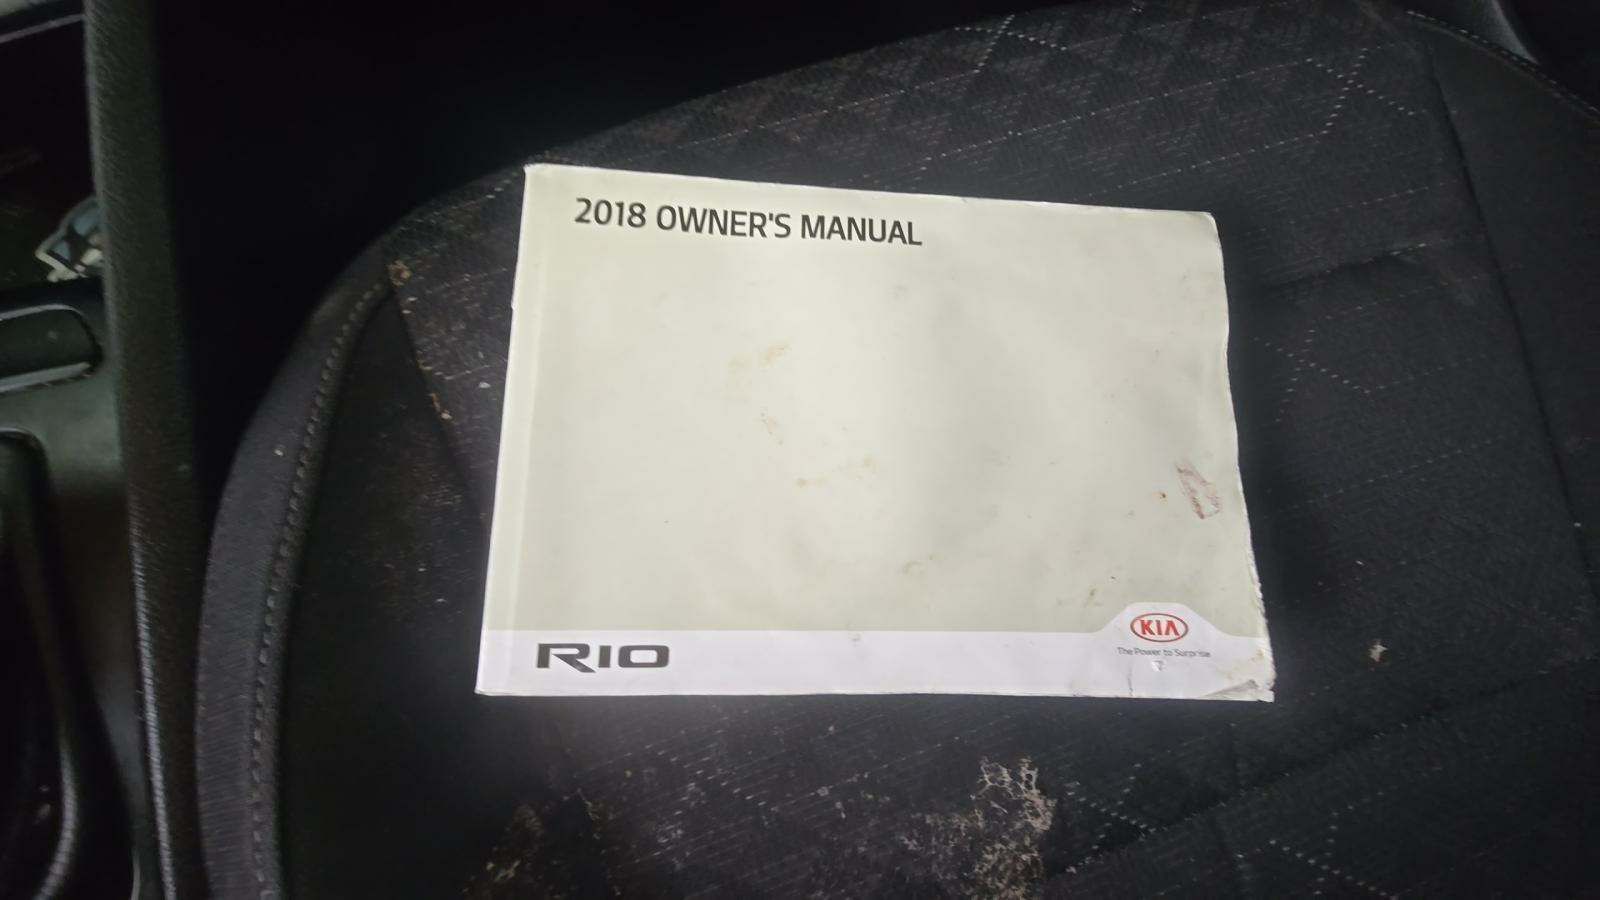 2018 OWNER'S MANUAL
RIO
KIA
The Power to Surprise